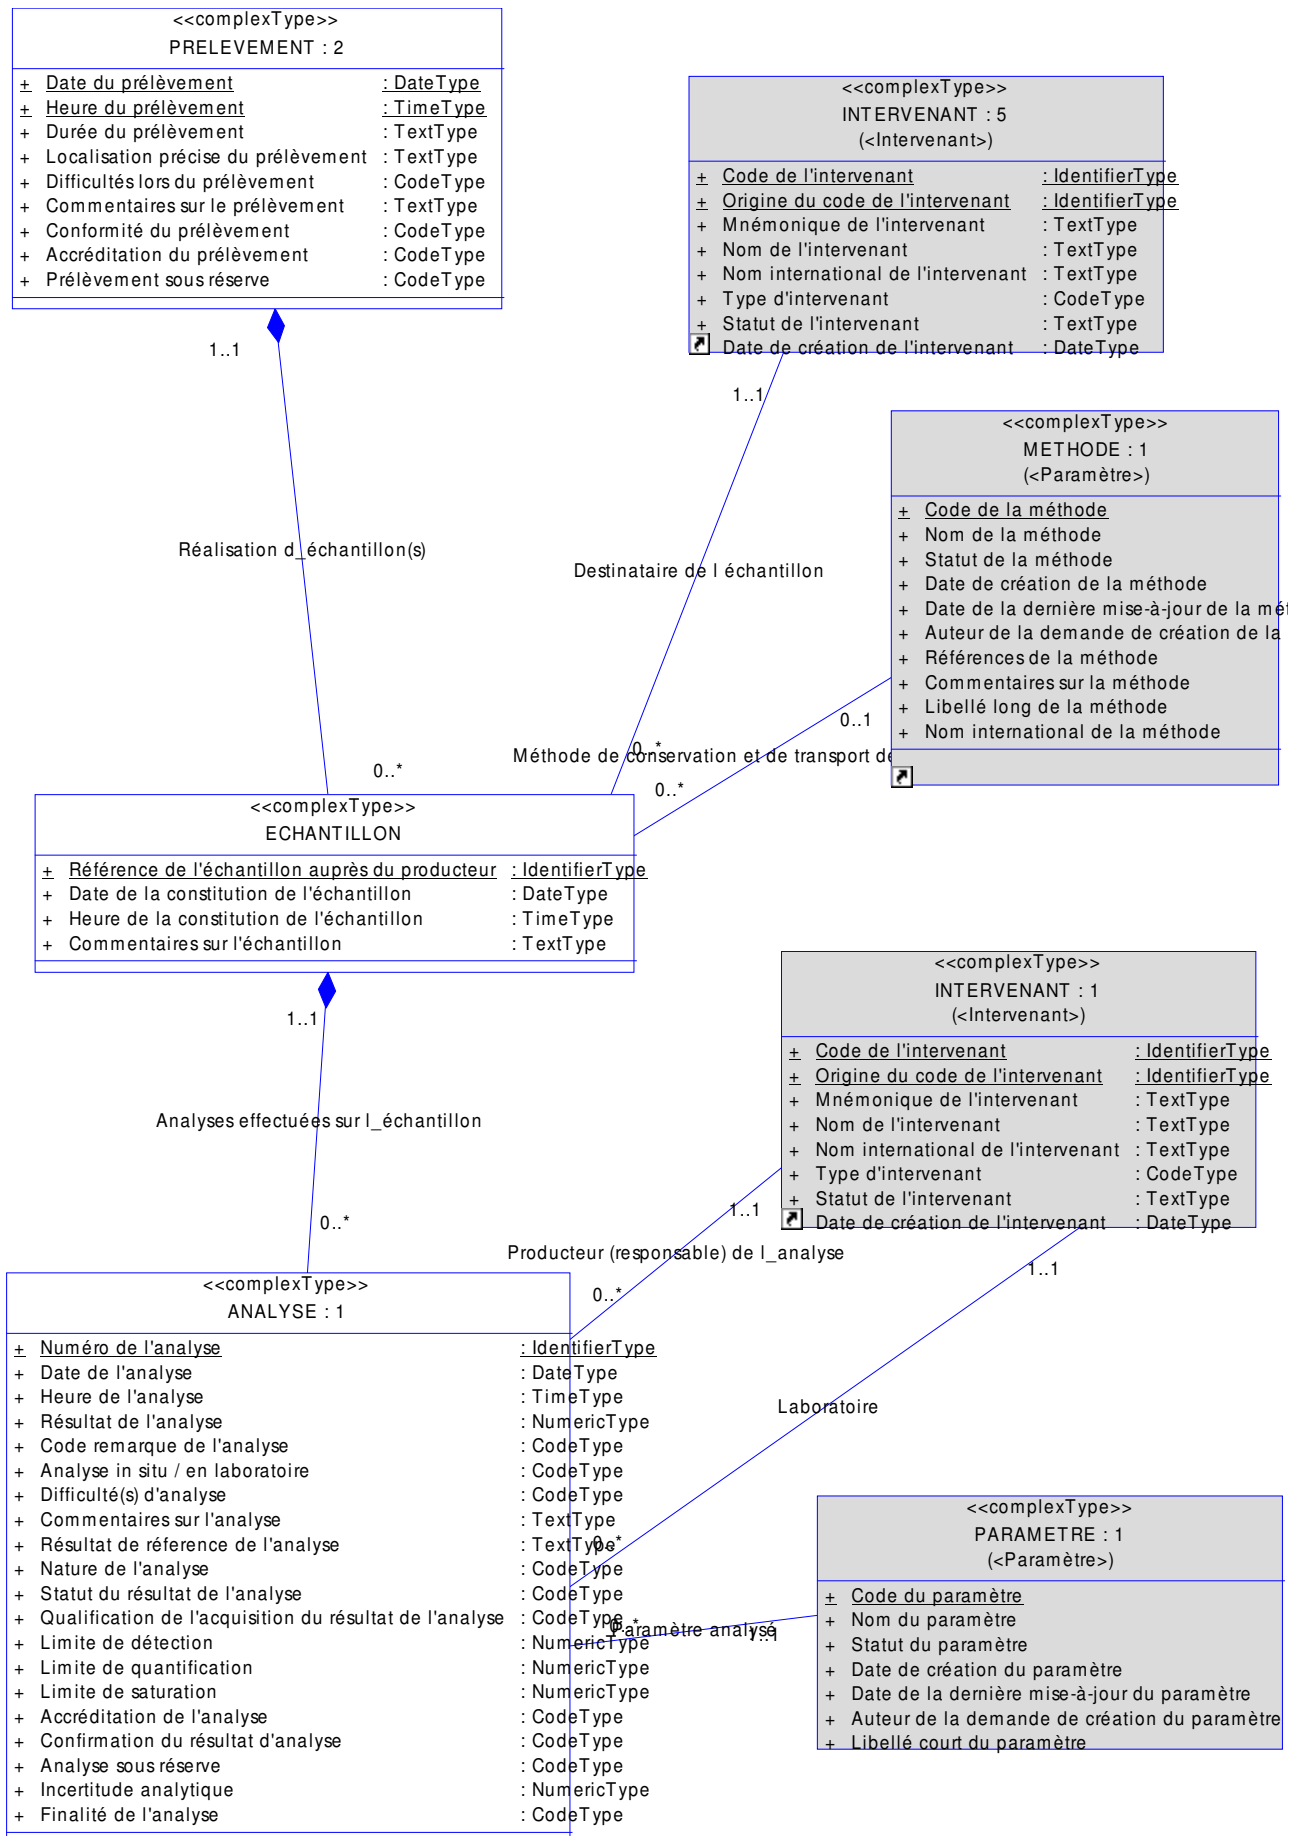 <<complexType>>
PRELEVEMENT : 2
+ Date du prélèvement : DateType
+ Heure du prélèvement : TimeType
+ Durée du prélèvement : TextType
+ Localisation précise du prélèvement : TextType
+ Difficultés lors du prélèvement : CodeType
+ Commentaires sur le prélèvement : TextType
+ Conformité du prélèvement : CodeType
+ Accréditation du prélèvement : CodeType
+ Prélèvement sous réserve : CodeType
1..1
<<complexType>>
INTERVENANT : 5
(<Intervenant>)
+ Code de l'intervenant : IdentifierType
+ Origine du code de l'intervenant : IdentifierType
+ Mnémonique de l'intervenant : TextType
+ Nom de l'intervenant : TextType
+ Nom international de l'intervenant : TextType
+ Type d'intervenant : CodeType
+ Statut de l'intervenant : TextType
Date de création de l'intervenant : DateType
1..1
<<complexType>>
METHODE : 1
(<Paramètre>)
+ Code de la méthode
+ Nom de la méthode
+ Statut de la méthode
+ Date de création de la méthode
+ Date de la dernière mise-à-jour de la mét
+ Auteur de la demande de création de la
+ Références de la méthode
+ Commentaires sur la méthode
+ Libellé long de la méthode
+ Nom international de la méthode
Réalisation d_échantillon(s)
Destinataire de l échantillon
0..1
0..*
Méthode de conservation et de transport de
0..*
0..*
<<complexType>>
ECHANTILLON
+ Référence de l'échantillon auprès du producteur : IdentifierType
+ Date de la constitution de l'échantillon : DateType
+ Heure de la constitution de l'échantillon : TimeType
+ Commentaires sur l'échantillon : TextType
1..1
Analyses effectuées sur l_échantillon
0..*
<<complexType>>
INTERVENANT : 1
(<Intervenant>)
+ Code de l'intervenant : IdentifierType
+ Origine du code de l'intervenant : IdentifierType
+ Mnémonique de l'intervenant : TextType
+ Nom de l'intervenant : TextType
+ Nom international de l'intervenant : TextType
+ Type d'intervenant : CodeType
+ Statut de l'intervenant : TextType
Date de création de l'intervenant : DateType
1..1
Producteur (responsable) de l_analyse
0..*
1..1
Laboratoire
0..*
<<complexType>>
ANALYSE : 1
+ Numéro de l'analyse : IdentifierType
+ Date de l'analyse : DateType
+ Heure de l'analyse : TimeType
+ Résultat de l'analyse : NumericType
+ Code remarque de l'analyse : CodeType
+ Analyse in situ / en laboratoire : CodeType
+ Difficulté(s) d'analyse : CodeType
+ Commentaires sur l'analyse : TextType
+ Résultat de réference de l'analyse : TextType
+ Nature de l'analyse : CodeType
+ Statut du résultat de l'analyse : CodeType
+ Qualification de l'acquisition du résultat de l'analyse : CodeType
+ Limite de détection : NumericType
+ Limite de quantification : NumericType
+ Limite de saturation : NumericType
+ Accréditation de l'analyse : CodeType
+ Confirmation du résultat d'analyse : CodeType
+ Analyse sous réserve : CodeType
+ Incertitude analytique : NumericType
+ Finalité de l'analyse : CodeType
0..*
Paramètre analysé
1..1
<<complexType>>
PARAMETRE : 1
(<Paramètre>)
+ Code du paramètre
+ Nom du paramètre
+ Statut du paramètre
+ Date de création du paramètre
+ Date de la dernière mise-à-jour du paramètre
+ Auteur de la demande de création du paramètre
+ Libellé court du paramètre